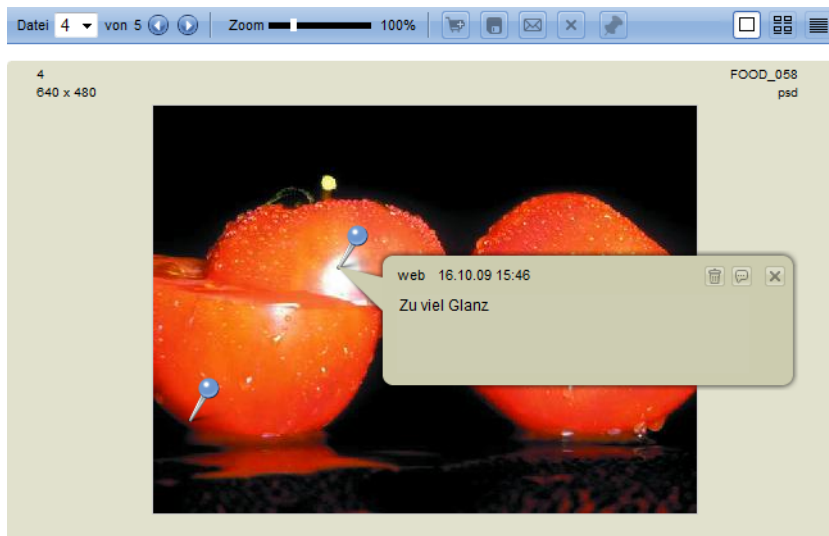 Datei 4 von 5 Zoom 100%
4 FOOD_058
640 x 480 psd
web 16.10.09 15:46
Zu viel Glanz